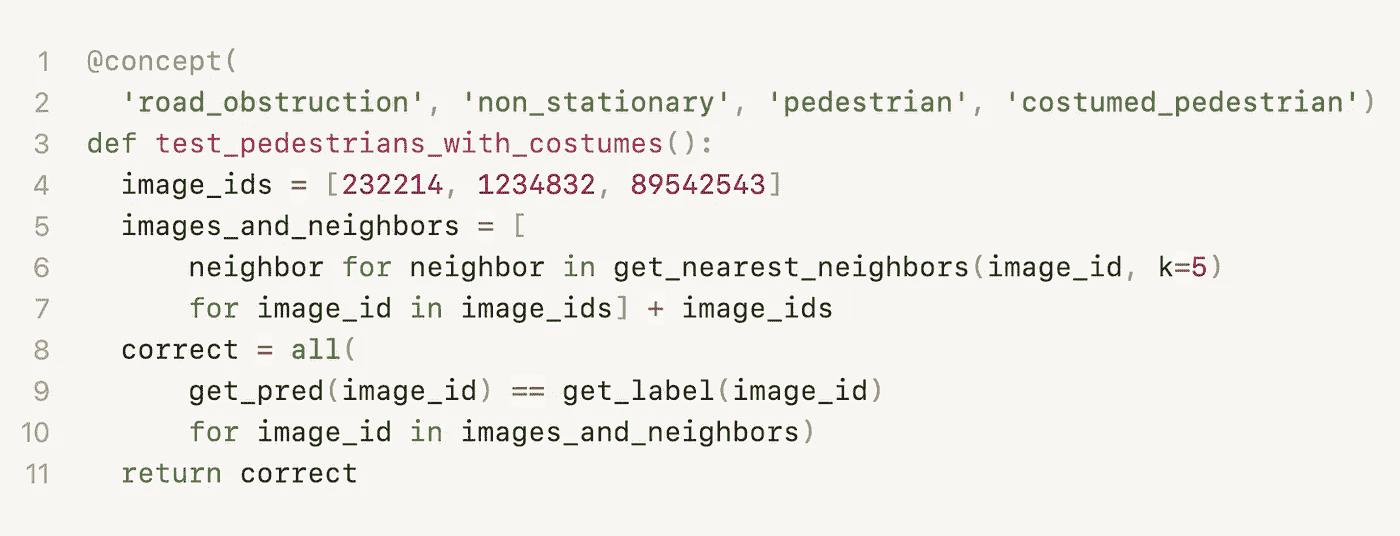 1 @concept(
2 'road_obstruction', 'non_stationary', 'pedestrian', 'costumed_pedestrian')
3 def test_pedestrians_with_costumes():
4 image_ids = [232214, 1234832, 89542543]
5 images_and_neighbors = [
6 neighbor for neighbor in get_nearest_neighbors(image_id, k=5)
7 for image_id in image_ids] + image_ids
8 correct = all(
9 get_pred(image_id) == get_label(image_id)
10 for image_id in images_and_neighbors)
11 return correct